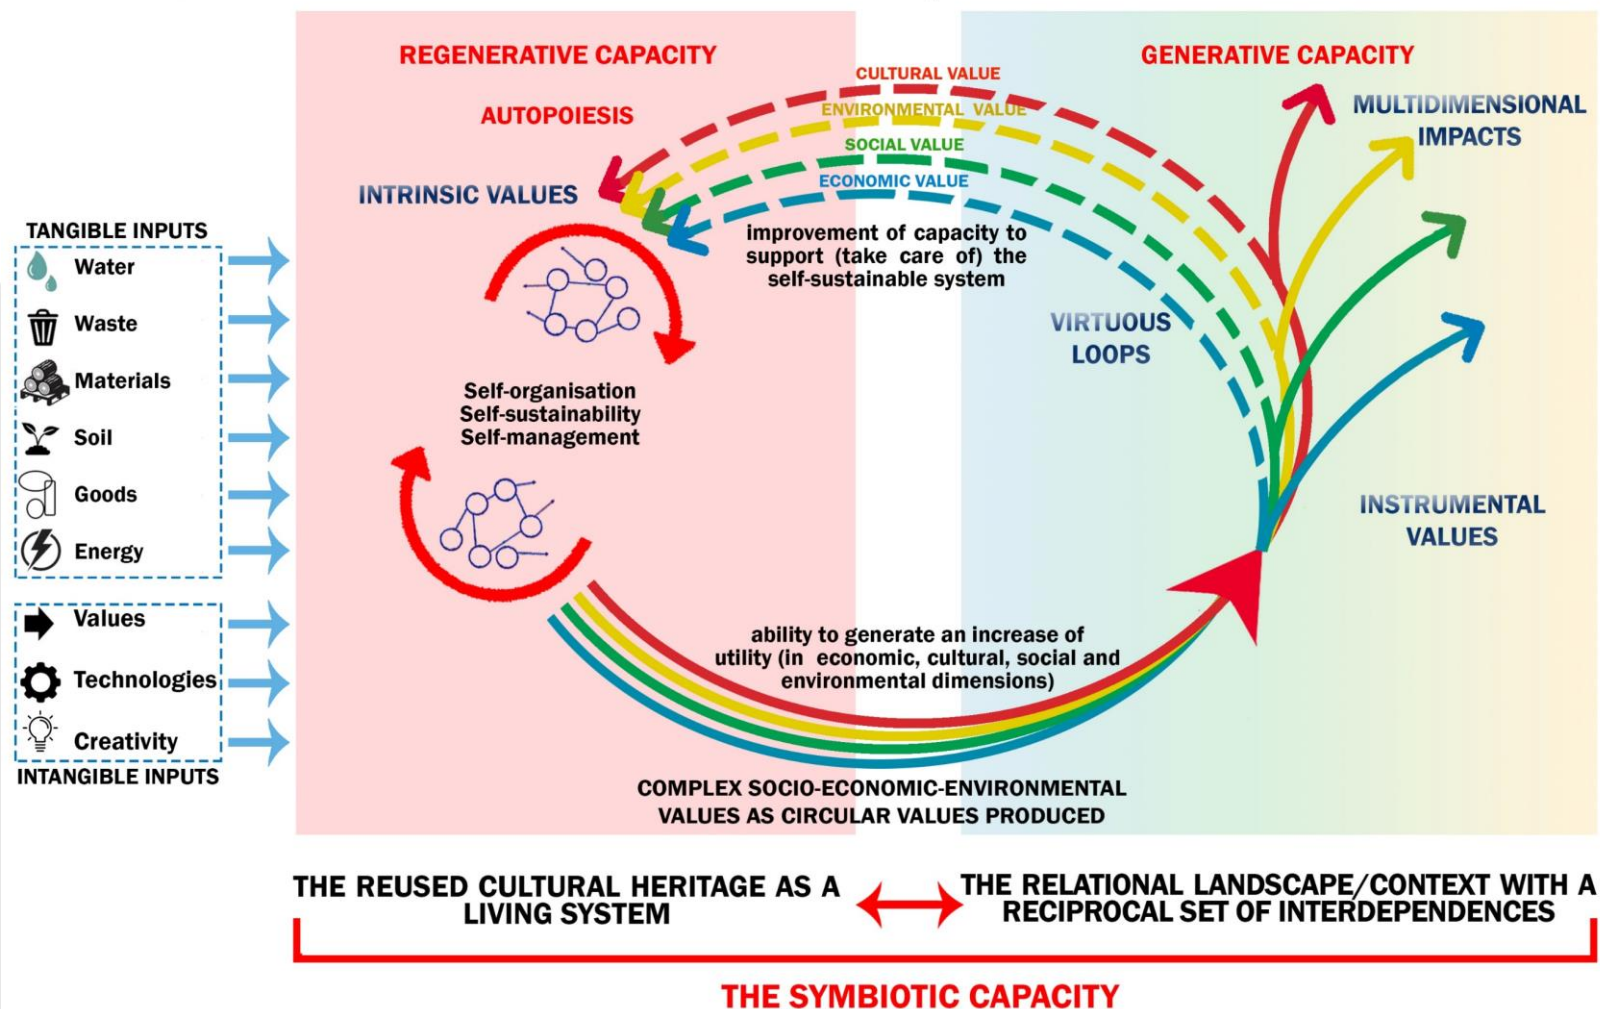 REGENERATIVE CAPACITY
GENERATIVE CAPACITY
CULTURAL VALUE
MULTIDIMENSIONAL
IMPACTS
ENVIRONMENTAL VALUE
AUTOPOIESIS
SOCIAL VALUE
ECONOMIC VALUE
INTRINSIC VALUES
improvement of capacity to
support (take care of) the
self-sustainable system
VIRTUOUS
LOOPS
TANGIBLE INPUTS
Water
Waste
Materials
Soil
Goods
Energy
Values
Technologies
Creativity
INTANGIBLE INPUTS
Self-organisation
Self-sustainability
Self-management
INSTRUMENTAL
VALUES
ability to generate an increase of
utility (in economic, cultural, social and
environmental dimensions)
COMPLEX SOCIO-ECONOMIC-ENVIRONMENTAL
VALUES AS CIRCULAR VALUES PRODUCED
THE REUSED CULTURAL HERITAGE AS A
LIVING SYSTEM
THE RELATIONAL LANDSCAPE/CONTEXT WITH A
RECIPROCAL SET OF INTERDEPENDENCES
THE SYMBIOTIC CAPACITY